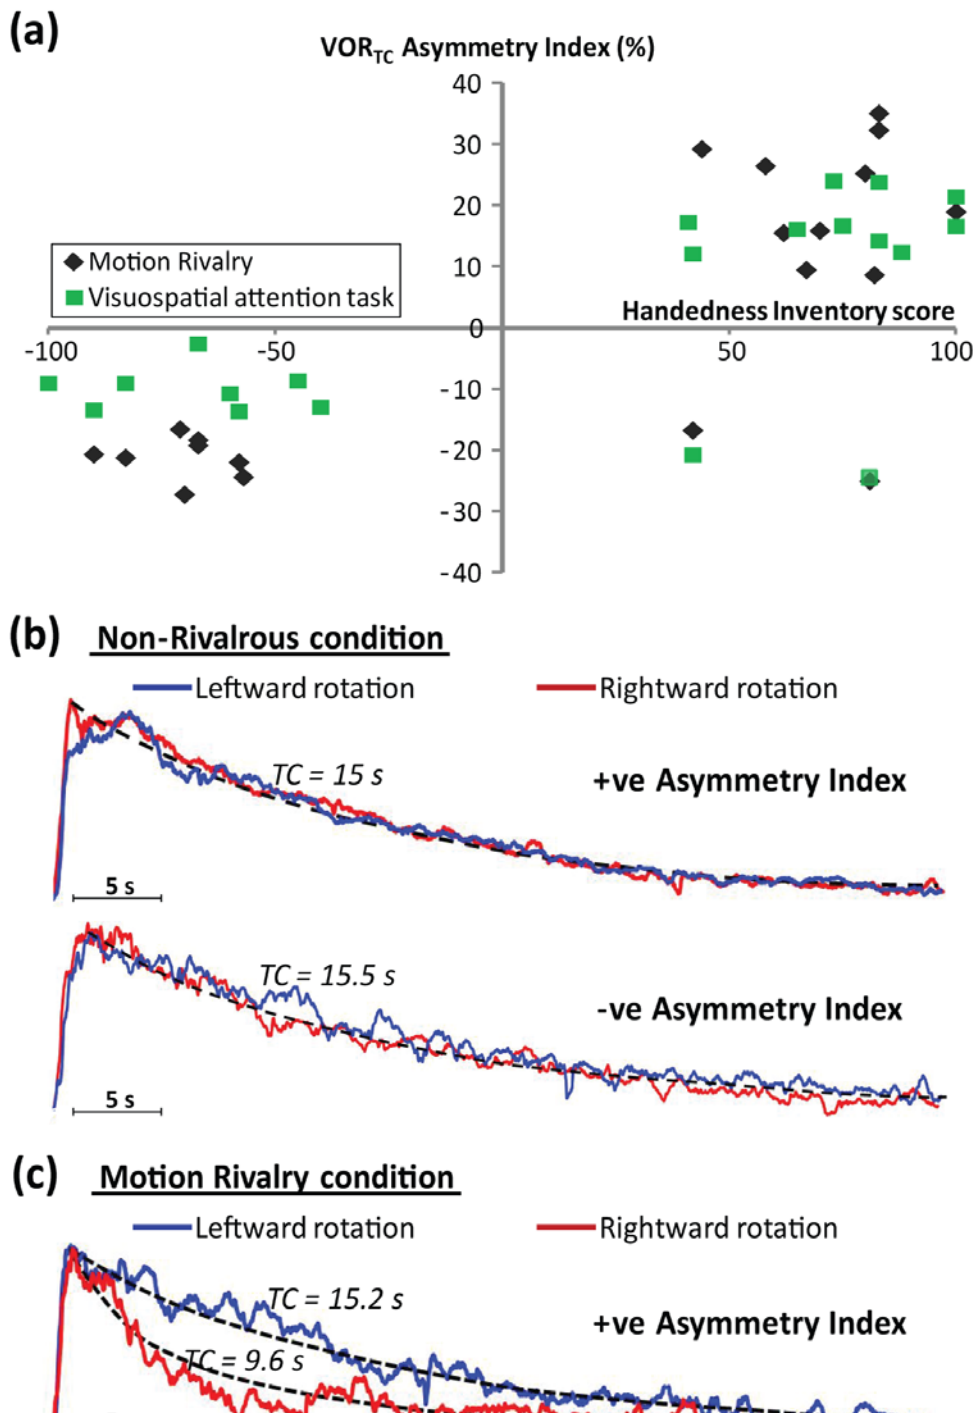 (a)
VORTC Asymmetry Index (%)
40
30
20
10
0
-10
-20
-30
-40
Motion Rivalry
Visuospatial attention task
Handedness Inventory score
-100
-50
50
100
(b) Non-Rivalrous condition
Leftward rotation
Rightward rotation
TC = 15 s
+ve Asymmetry Index
5 s
TC = 15.5 s
-ve Asymmetry Index
5 s
(c) Motion Rivalry condition
Leftward rotation
Rightward rotation
TC = 15.2 s
+ve Asymmetry Index
TC = 9.6 s